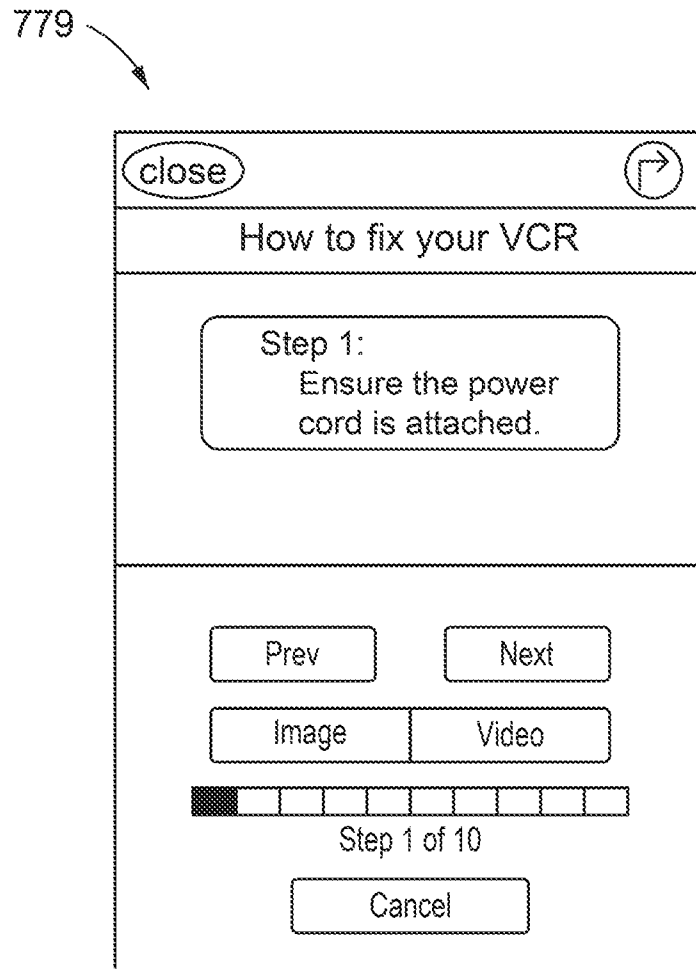 779
close
How to fix your VCR
Step 1:
Ensure the power
cord is attached.
Prev Next
Image Video
Step 1 of 10
Cancel